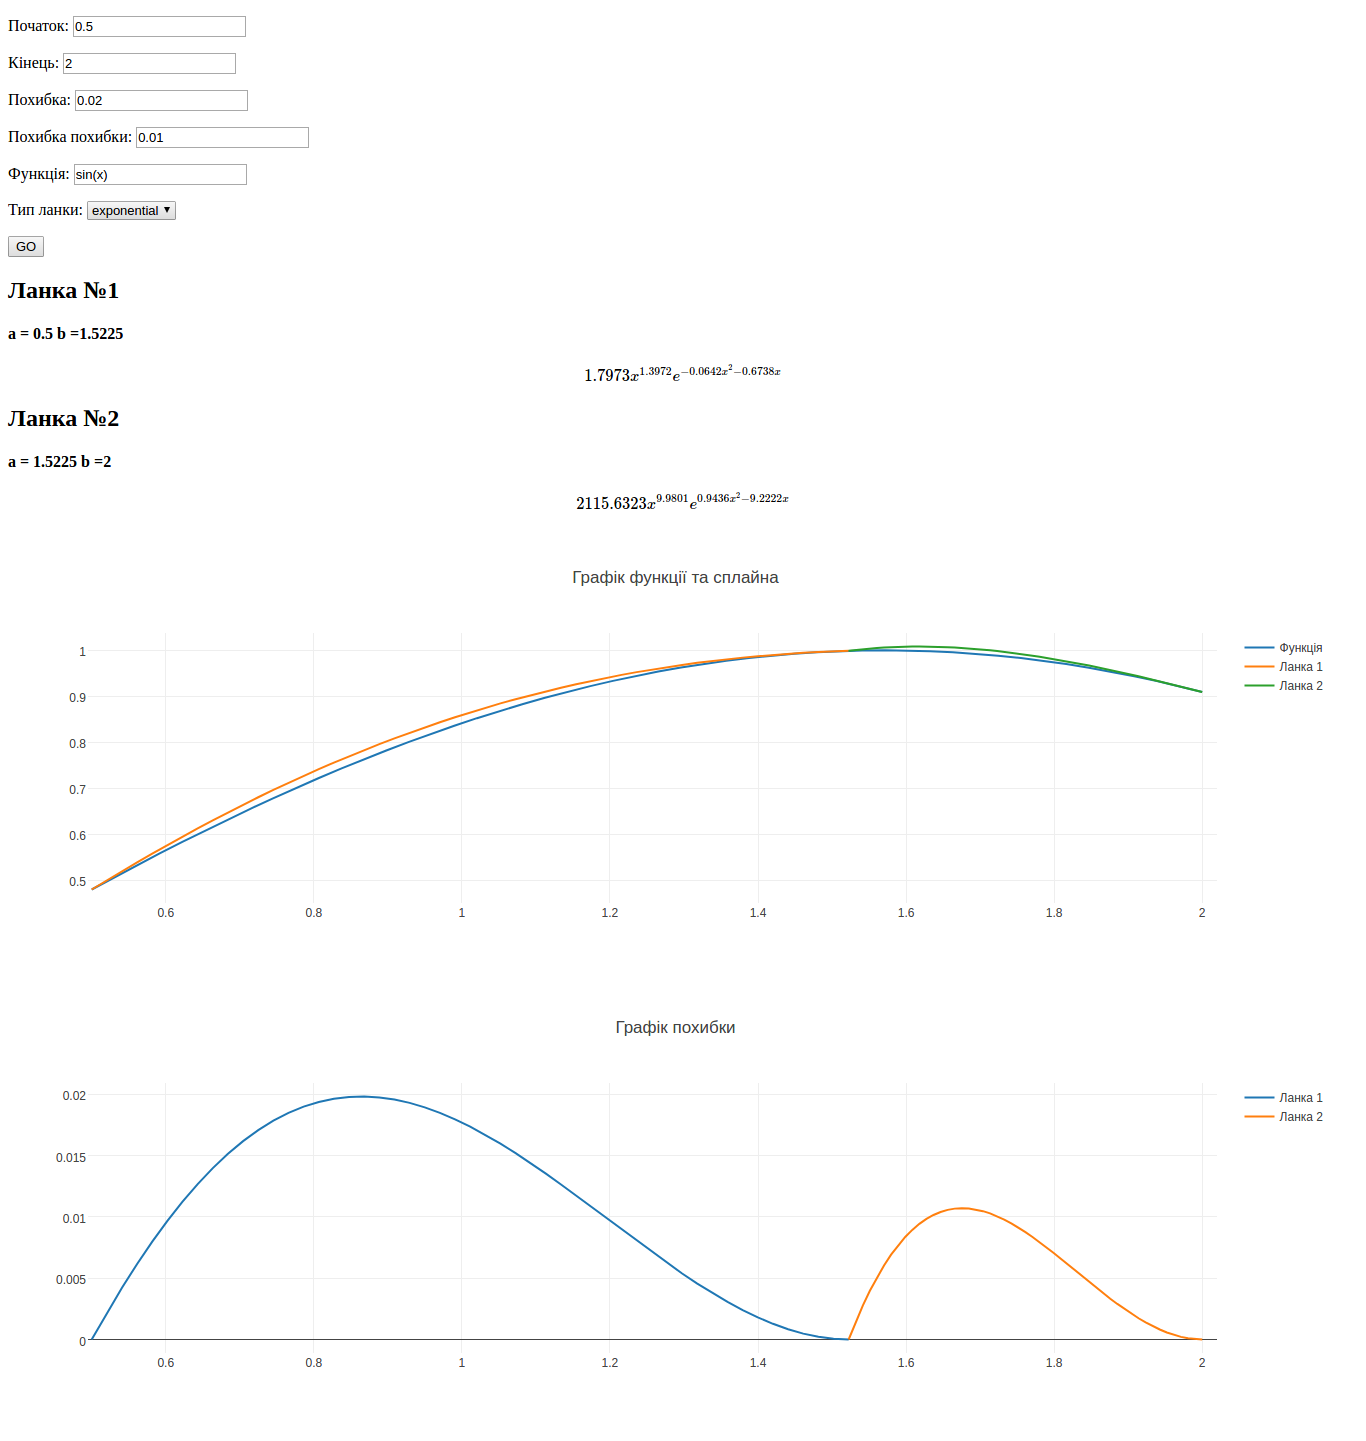 Початок: 0.5
Кінець: 2
Похибка: 0.02
Похибка похибки: 0.01
Функція: sin(x)
Тип ланки: exponential
GO
Ланка №1
a = 0.5 b =1.5225
1.7973x^{1.3972}e^{−0.0642x^2−0.6738x}
Ланка №2
a = 1.5225 b =2
2115.6323x^{9.9801}e^{0.9436x^2−9.2222x}
Графік функції та сплайна
Функція
Ланка 1
Ланка 2
1
0.9
0.8
0.7
0.6
0.5
0.6 0.8 1 1.2 1.4 1.6 1.8 2
Графік похибки
Ланка 1
Ланка 2
0.02
0.015
0.01
0.005
0
0.6 0.8 1 1.2 1.4 1.6 1.8 2